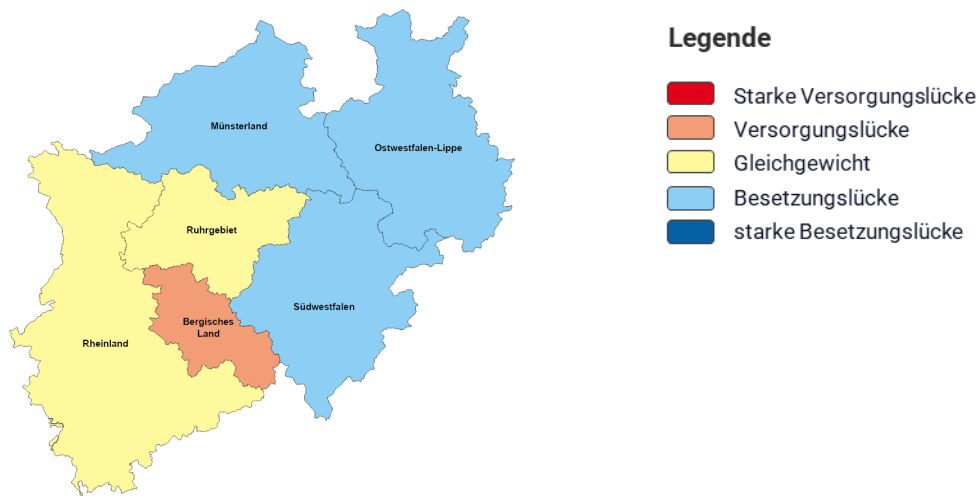 Münsterland
Ostwestfalen-Lippe
Ruhrgebiet
Südwestfalen
Bergisches
Land
Rheinland
Legende
Starke Versorgungslücke
Versorgungslücke
Gleichgewicht
Besetzungslücke
starke Besetzungslücke